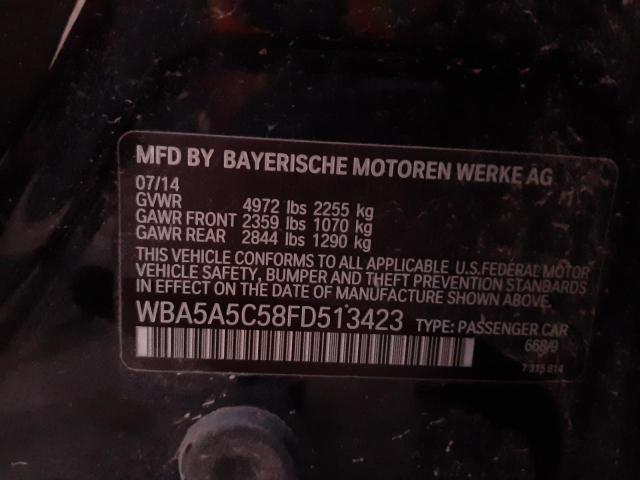 MFD BY BAYERISCHE MOTOREN WERKE AG
07/14
GVWR 4972 lbs 2255 kg
GAWR FRONT 2359 lbs 1070 kg
GAWR REAR 2844 lbs 1290 kg
THIS VEHICLE CONFORMS TO ALL APPLICABLE U.S.FEDERAL MOTOR
VEHICLE SAFETY, BUMPER AND THEFT PREVENTION STANDARDS
IN EFFECT ON THE DATE OF MANUFACTURE SHOWN ABOVE.
WBA5A5C58FD513423 TYPE: PASSENGER CAR
668/9
7 315 814